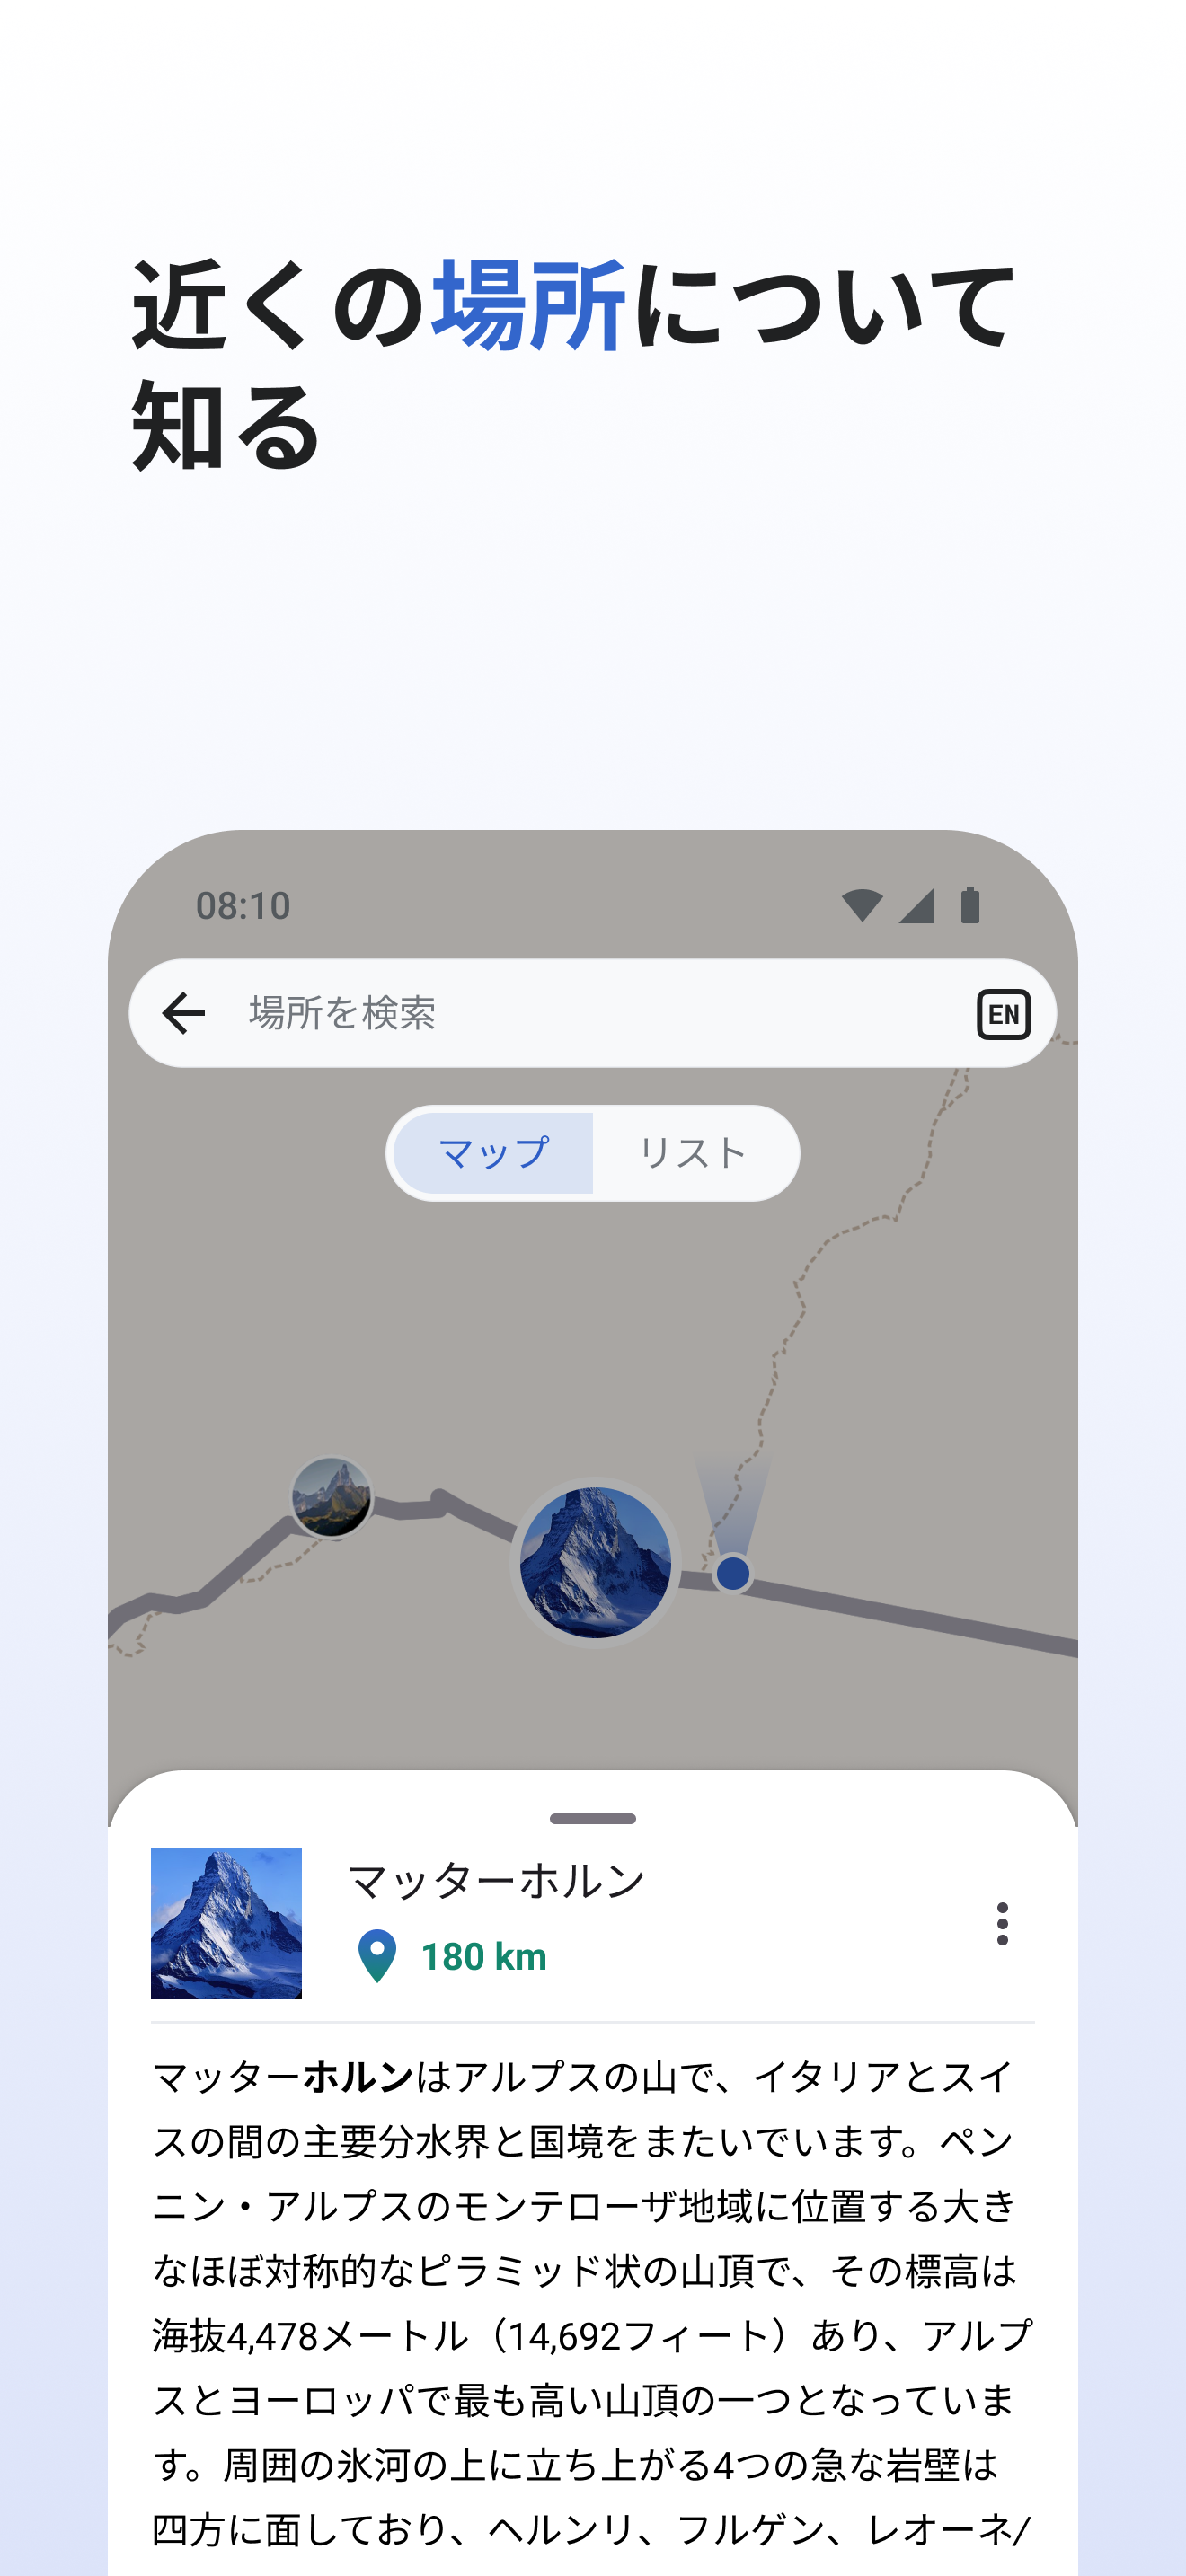 近くの場所について
知る
08:10
場所を検索
EN
マップ
リスト
マッターホルン
180 km
マッターホルンはアルプスの山で、イタリアとスイ
スの間の主要分水界と国境をまたいでいます。ペン
ニン・アルプスのモンテローザ地域に位置する大き
なほぼ対称的なピラミッド状の山頂で、その標高は
海抜4,478メートル（14,692フィート）あり、アルプ
スとヨーロッパで最も高い山頂の一つとなっていま
す。周囲の氷河の上に立ち上がる4つの急な岩壁は
四方に面しており、ヘルンリ、フルゲン、レオーネ/